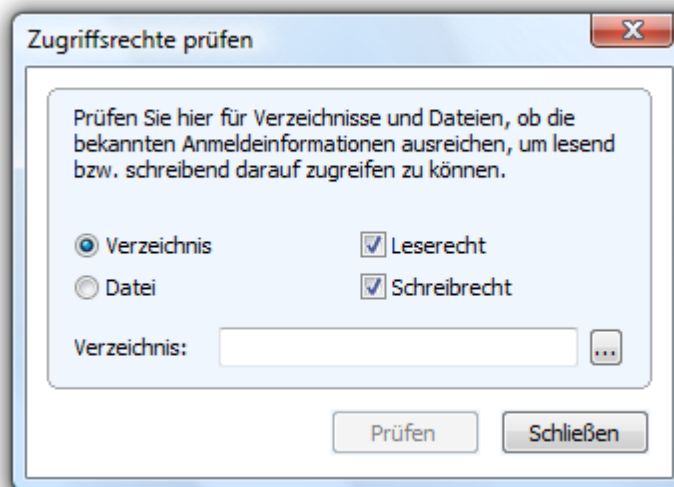 Zugriffsrechte prüfen
Prüfen Sie hier für Verzeichnisse und Dateien, ob die
bekannten Anmeldeinformationen ausreichen, um lesend
bzw. schreibend darauf zugreifen zu können.
Verzeichnis
Leserecht
Datei
Schreibrecht
Verzeichnis:
...
Prüfen
Schließen